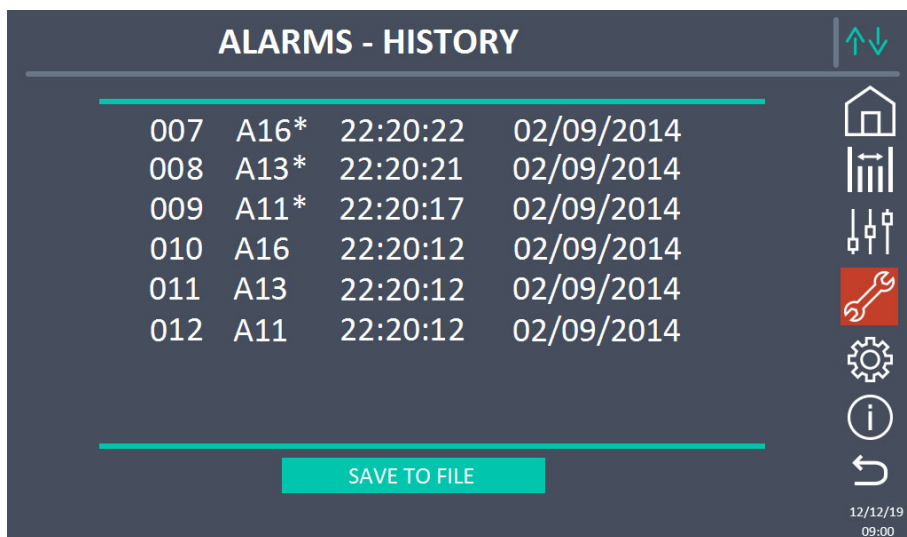 ALARMS - HISTORY
007 A16* 22:20:22 02/09/2014
008 A13* 22:20:21 02/09/2014
009 A11* 22:20:17 02/09/2014
010 A16 22:20:12 02/09/2014
011 A13 22:20:12 02/09/2014
012 A11 22:20:12 02/09/2014
SAVE TO FILE
12/12/19
09:00